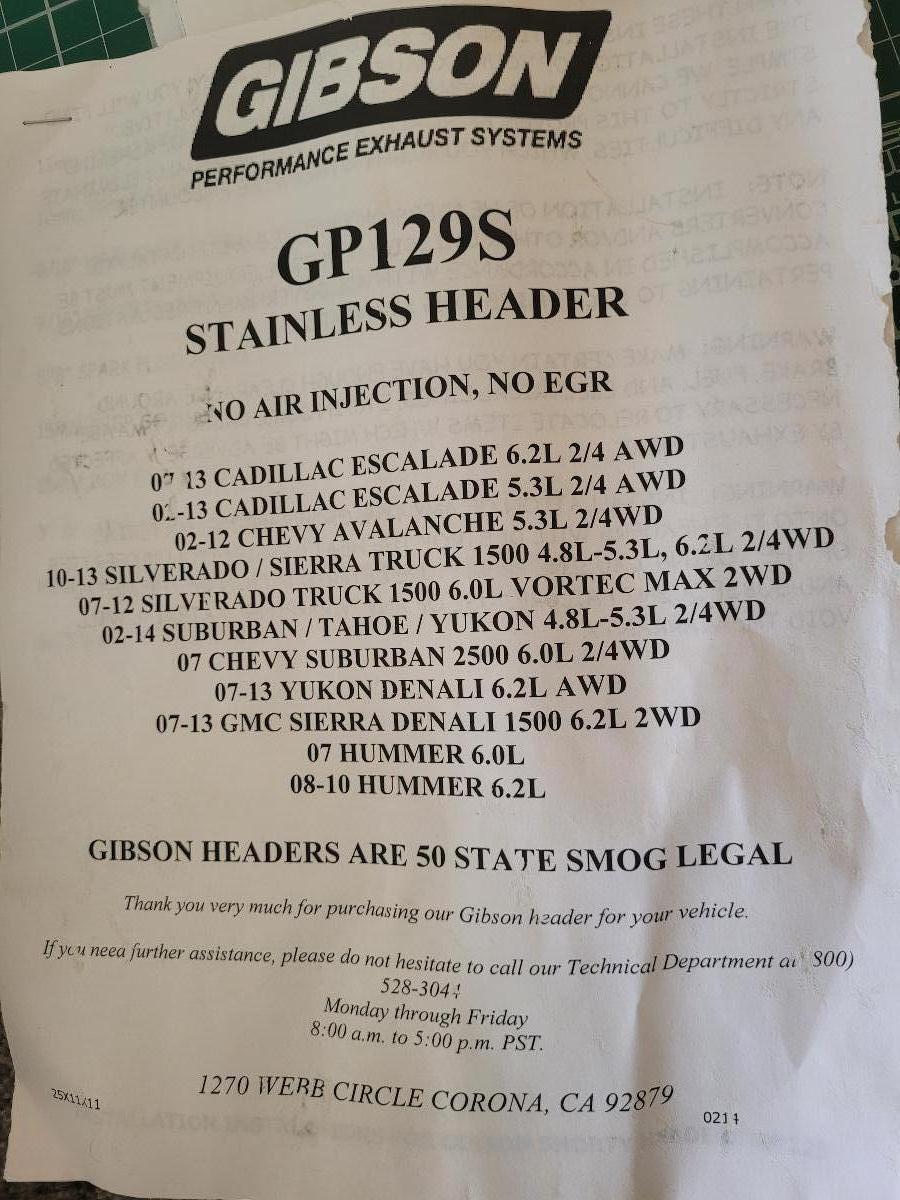 GIBSON
PERFORMANCE EXHAUST SYSTEMS
GP129S
STAINLESS HEADER
NO AIR INJECTION, NO EGR
07 13 CADILLAC ESCALADE 6.2L 2/4 AWD
-13 CADILLAC ESCALADE 5.3L 2/4 AWD
02-12 CHEVY AVALANCHE 5.3L 2/4WD
10-13 SILVERADO / SIERRA TRUCK 1500 4.8L-5.3L, 6.2L 2/4WD
07-12 SILVERADO TRUCK 1500 6.0L VORTEC MAX 2WD
02-14 SUBURBAN / TAHOE / YUKON 4.8L-5.3L 2/4WD
07 CHEVY SUBURBAN 2500 6.0L 2/4WD
07-13 YUKON DENALI 6.2L AWD
07-13 GMC SIERRA DENALI 1500 6.2L 2WD
07 HUMMER 6.0L
08-10 HUMMER 6.2L
GIBSON HEADERS ARE 50 STATE SMOG LEGAL
Thank you very much for purchasing our Gibson header for your vehicle.
If you need further assistance, please do not hesitate to call our Technical Department at 800)
528-3044
Monday through Friday
8:00 a.m. to 5:00 p.m. PST.
1270 WEBB CIRCLE CORONA, CA 92879
25X11A11